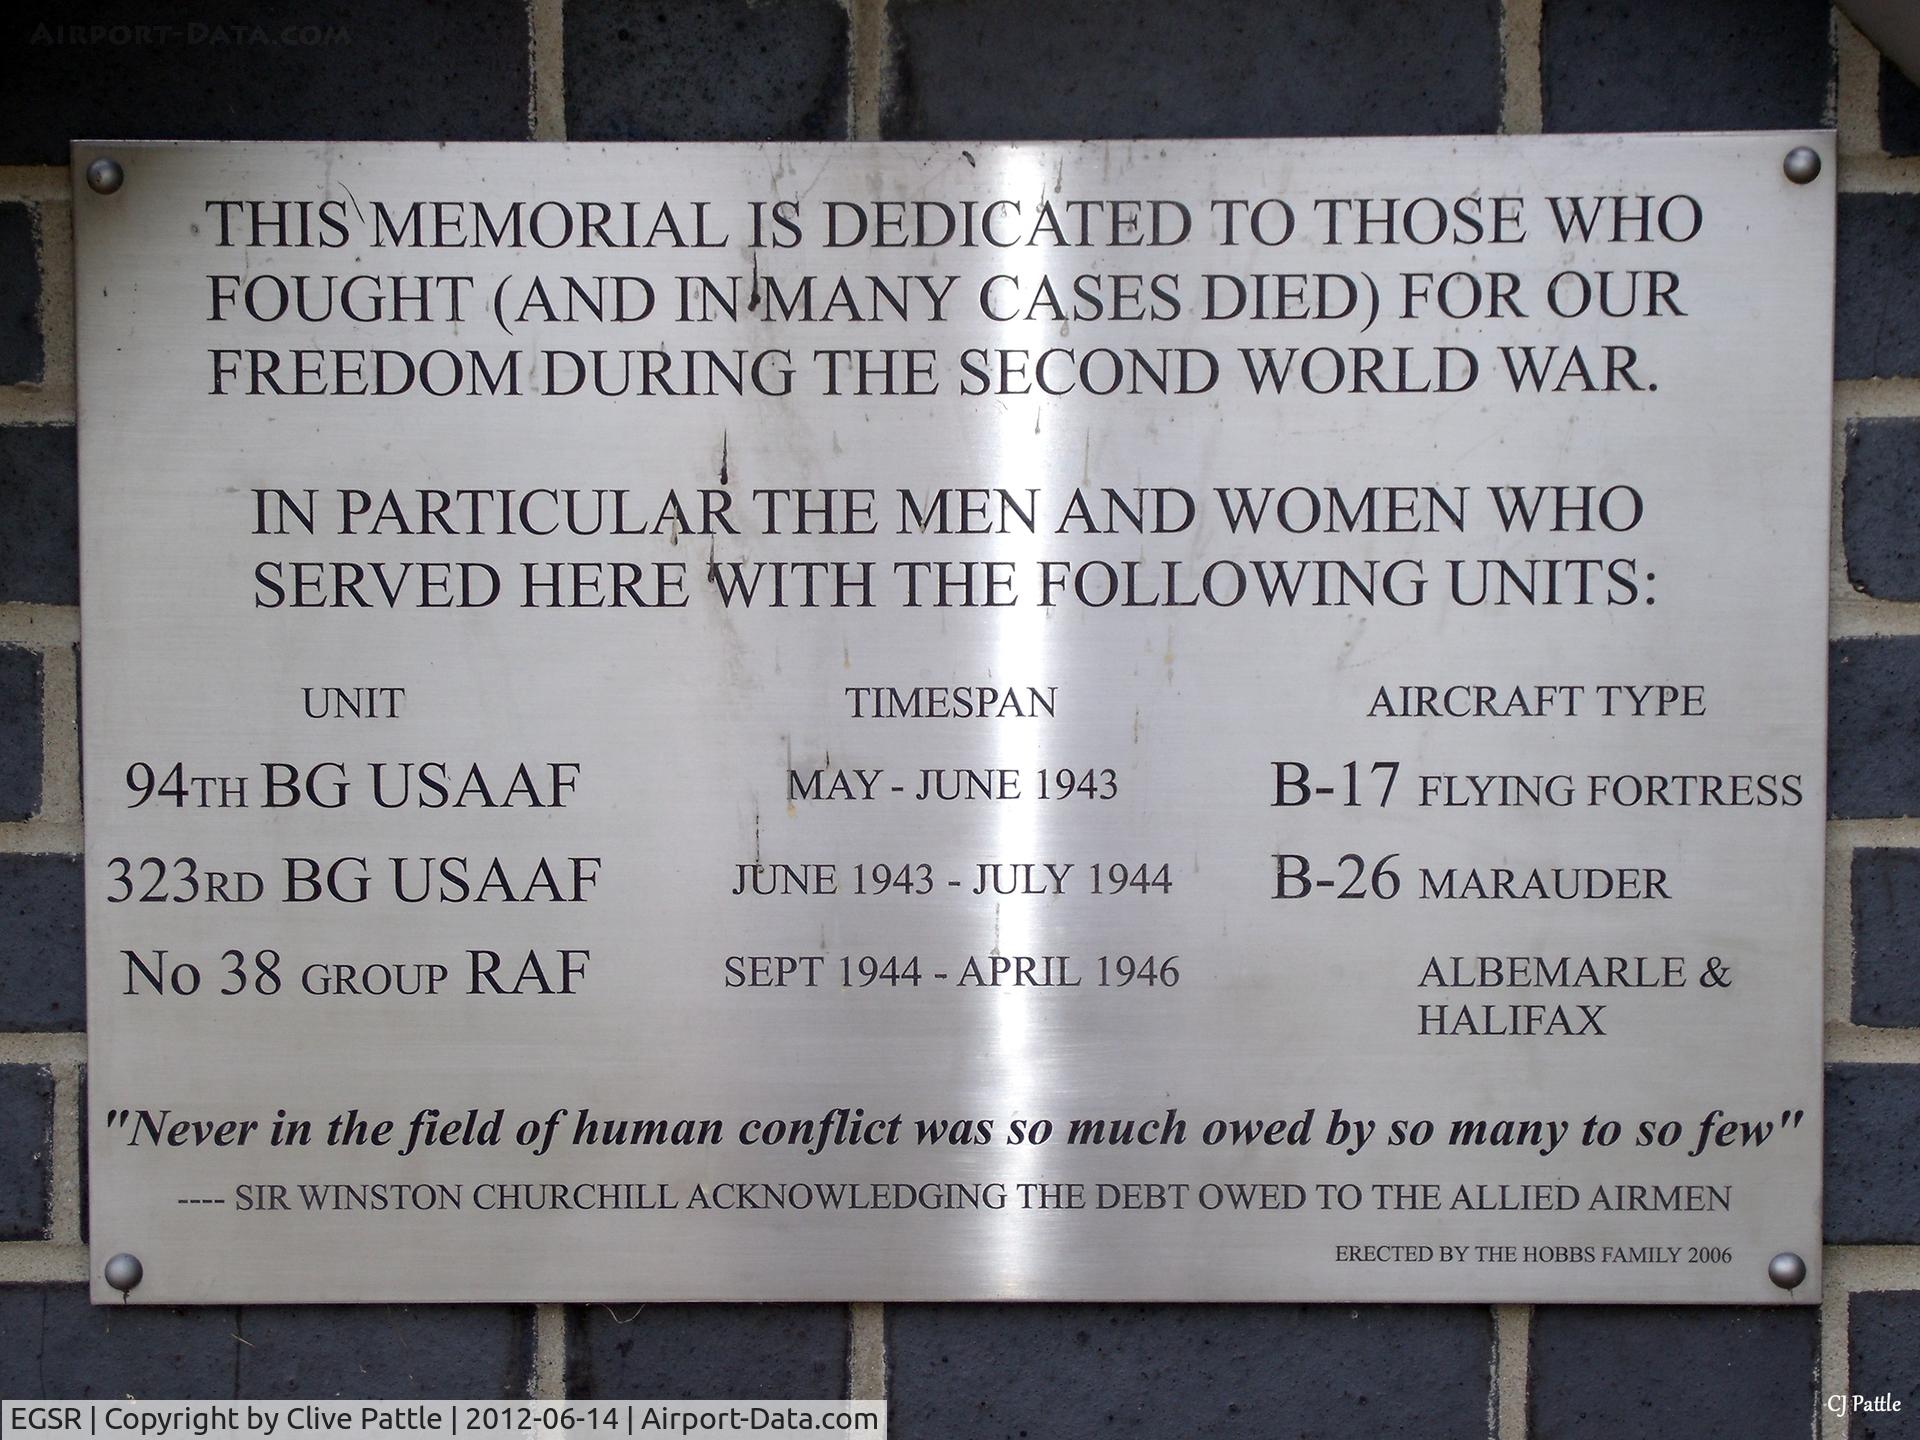 AIRPORT-DATA.COM
THIS MEMORIAL IS DEDICATED TO THOSE WHO
FOUGHT (AND IN MANY CASES DIED) FOR OUR
FREEDOM DURING THE SECOND WORLD WAR.
IN PARTICULAR THE MEN AND WOMEN WHO
SERVED HERE WITH THE FOLLOWING UNITS:
UNIT TIMESPAN AIRCRAFT TYPE
94TH BG USAAF MAY - JUNE 1943 B-17 FLYING FORTRESS
323RD BG USAAF JUNE 1943 - JULY 1944 B-26 MARAUDER
No 38 GROUP RAF SEPT 1944 - APRIL 1946 ALBEMARLE &
HALIFAX
"Never in the field of human conflict was so much owed by so many to so few"
---- SIR WINSTON CHURCHILL ACKNOWLEDGING THE DEBT OWED TO THE ALLIED AIRMEN
ERECTED BY THE HOBBS FAMILY 2006
CJ Pattle
EGSR | Copyright by Clive Pattle | 2012-06-14 | Airport-Data.com